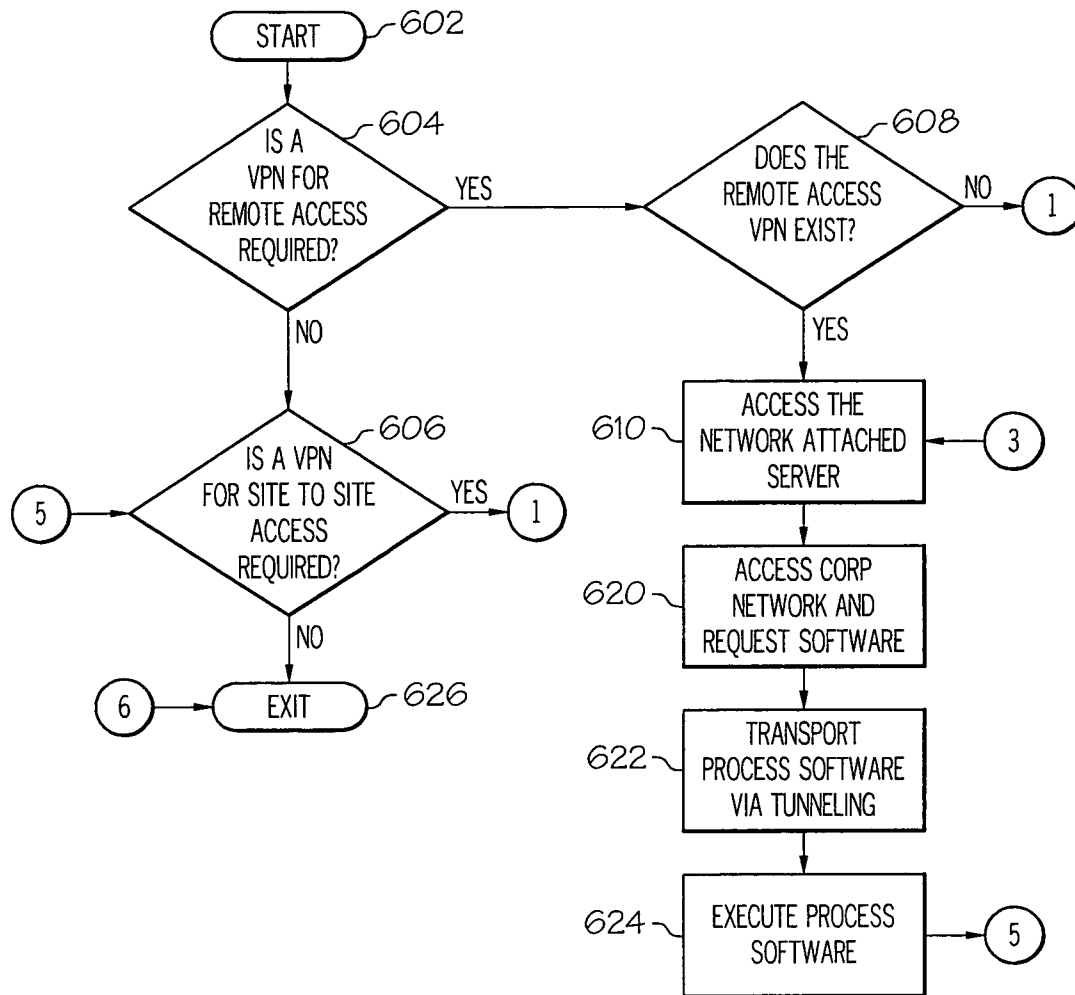 START
602
IS A
VPN FOR
REMOTE ACCESS
REQUIRED?
604
YES
NO
DOES THE
REMOTE ACCESS
VPN EXIST?
608
NO
1
YES
IS A VPN
FOR SITE TO SITE
ACCESS
REQUIRED?
606
5
YES
1
NO
6
EXIT
626
ACCESS THE
NETWORK ATTACHED
SERVER
610
3
ACCESS CORP
NETWORK AND
REQUEST SOFTWARE
620
TRANSPORT
PROCESS SOFTWARE
VIA TUNNELING
622
EXECUTE PROCESS
SOFTWARE
624
5